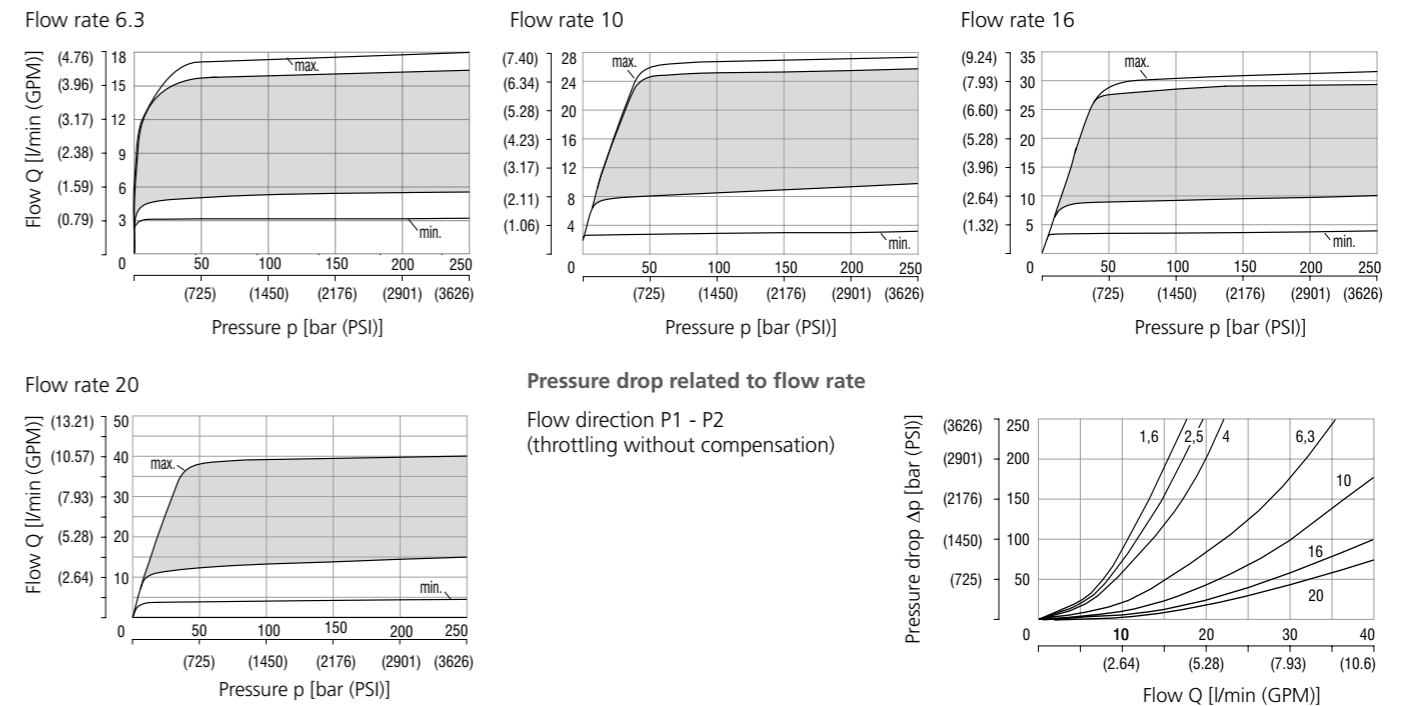 Flow rate 6.3
Flow Q [l/min (GPM)]
(4.76) 18
(3.96) 15
(3.17) 12
(2.38) 9
(1.59) 6
(0.79) 3
max.
min.
0 50 100 150 200 250
(725) (1450) (2176) (2901) (3626)
Pressure p [bar (PSI)]
Flow rate 10
(7.40) 28
(6.34) 24
(5.28) 20
(4.23) 16
(3.17) 12
(2.11) 8
(1.06) 4
max.
min.
0 50 100 150 200 250
(725) (1450) (2176) (2901) (3626)
Pressure p [bar (PSI)]
Flow rate 16
(9.24) 35
(7.93) 30
(6.60) 25
(5.28) 20
(3.96) 15
(2.64) 10
(1.32) 5
max.
min.
0 50 100 150 200 250
(725) (1450) (2176) (2901) (3626)
Pressure p [bar (PSI)]
Flow rate 20
Flow Q [l/min (GPM)]
(13.21) 50
(10.57) 40
(7.93) 30
(5.28) 20
(2.64) 10
max.
min.
0 50 100 150 200 250
(725) (1450) (2176) (2901) (3626)
Pressure p [bar (PSI)]
Pressure drop related to flow rate
Flow direction P1 - P2
(throttling without compensation)
Pressure drop Δp [bar (PSI)]
(3626) 250
(2901) 200
(2176) 150
(1450) 100
(725) 50
1,6 2,5 4 6,3
10
16
20
0 10 20 30 40
(2.64) (5.28) (7.93) (10.6)
Flow Q [l/min (GPM)]